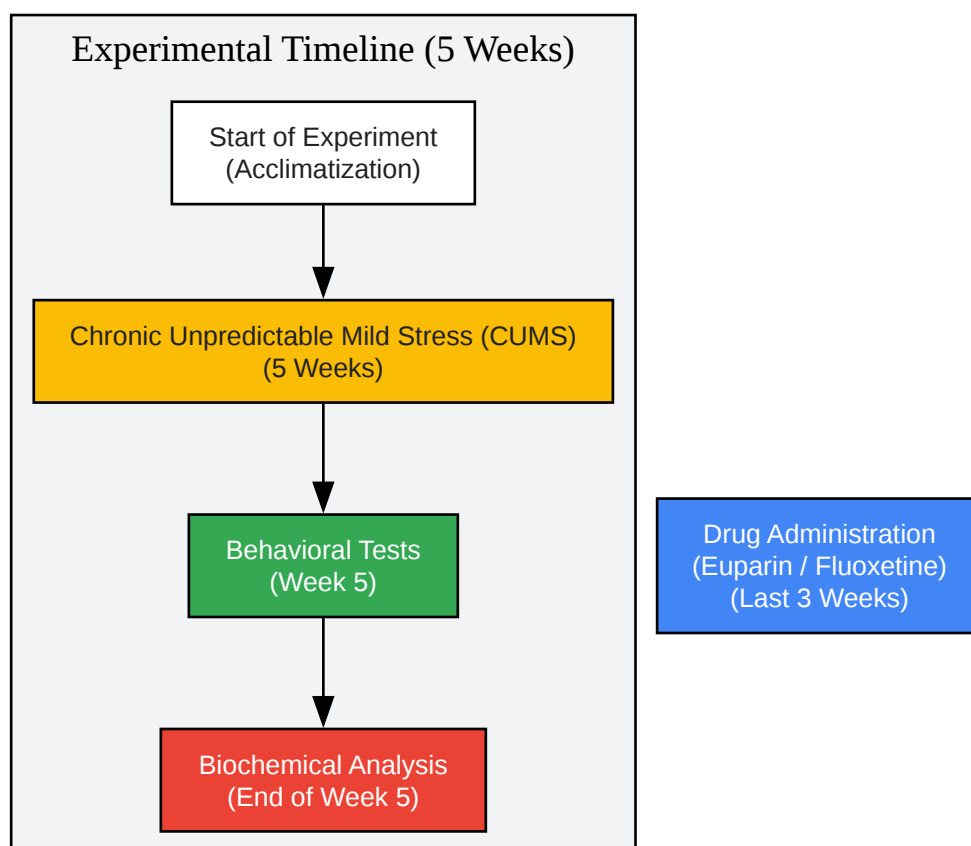 Experimental Timeline (5 Weeks)
Start of Experiment
(Acclimatization)
Chronic Unpredictable Mild Stress (CUMS)
(5 Weeks)
Behavioral Tests
(Week 5)
Drug Administration
(Euparin / Fluoxetine)
(Last 3 Weeks)
Biochemical Analysis
(End of Week 5)